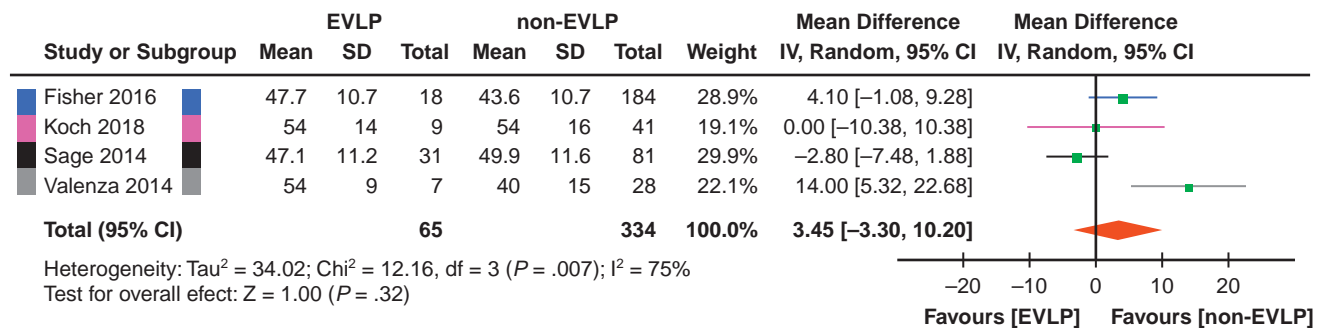 EVLP non-EVLP Mean Difference Mean Difference
Study or Subgroup Mean SD Total Mean SD Total Weight IV, Random, 95% CI IV, Random, 95% CI
Fisher 2016 47.7 10.7 18 43.6 10.7 184 28.9% 4.10 [–1.08, 9.28]
Koch 2018 54 14 9 54 16 41 19.1% 0.00 [–10.38, 10.38]
Sage 2014 47.1 11.2 31 49.9 11.6 81 29.9% –2.80 [–7.48, 1.88]
Valenza 2014 54 9 7 40 15 28 22.1% 14.00 [5.32, 22.68]
Total (95% CI) 65 334 100.0% 3.45 [–3.30, 10.20]
Heterogeneity: Tau² = 34.02; Chi² = 12.16, df = 3 (P = .007); I² = 75%
Test for overall efect: Z = 1.00 (P = .32)
–20 –10 0 10 20
Favours [EVLP] Favours [non-EVLP]